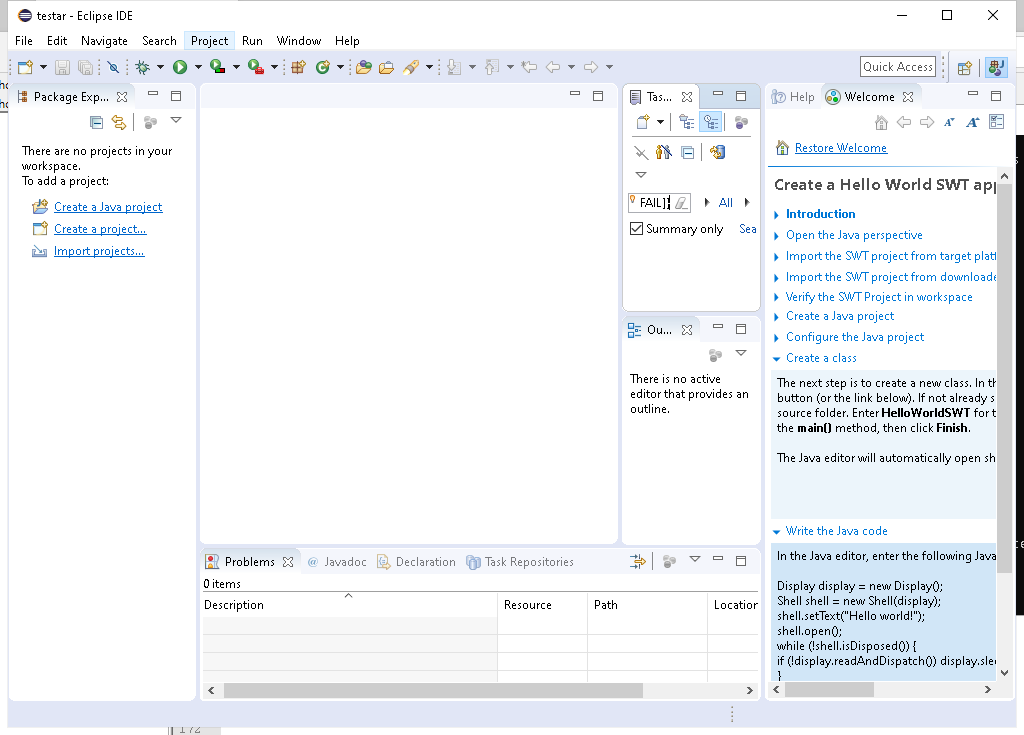 testar - Eclipse IDE
File Edit Navigate Search Project Run Window Help
Quick Access
Package Exp...
There are no projects in your
workspace.
To add a project:
Create a Java project
Create a project...
Import projects...
Tas...
FAIL]]
All
Summary only
Sea
Ou...
There is no active
editor that provides an
outline.
Help Welcome
Restore Welcome
Create a Hello World SWT app
Introduction
Open the Java perspective
Import the SWT project from target platf
Import the SWT project from downloade
Verify the SWT Project in workspace
Create a Java project
Configure the Java project
Create a class
The next step is to create a new class. In th
button (or the link below). If not already s
source folder. Enter HelloWorldSWT for t
the main() method, then click Finish.
The Java editor will automatically open sh
Write the Java code
In the Java editor, enter the following Java
Display display = new Display();
Shell shell = new Shell(display);
shell.setText("Hello world!");
shell.open();
while (!shell.isDisposed()) {
if (!display.readAndDispatch()) display.slee
}
Problems @ Javadoc Declaration Task Repositories
0 items
Description Resource Path Location
172